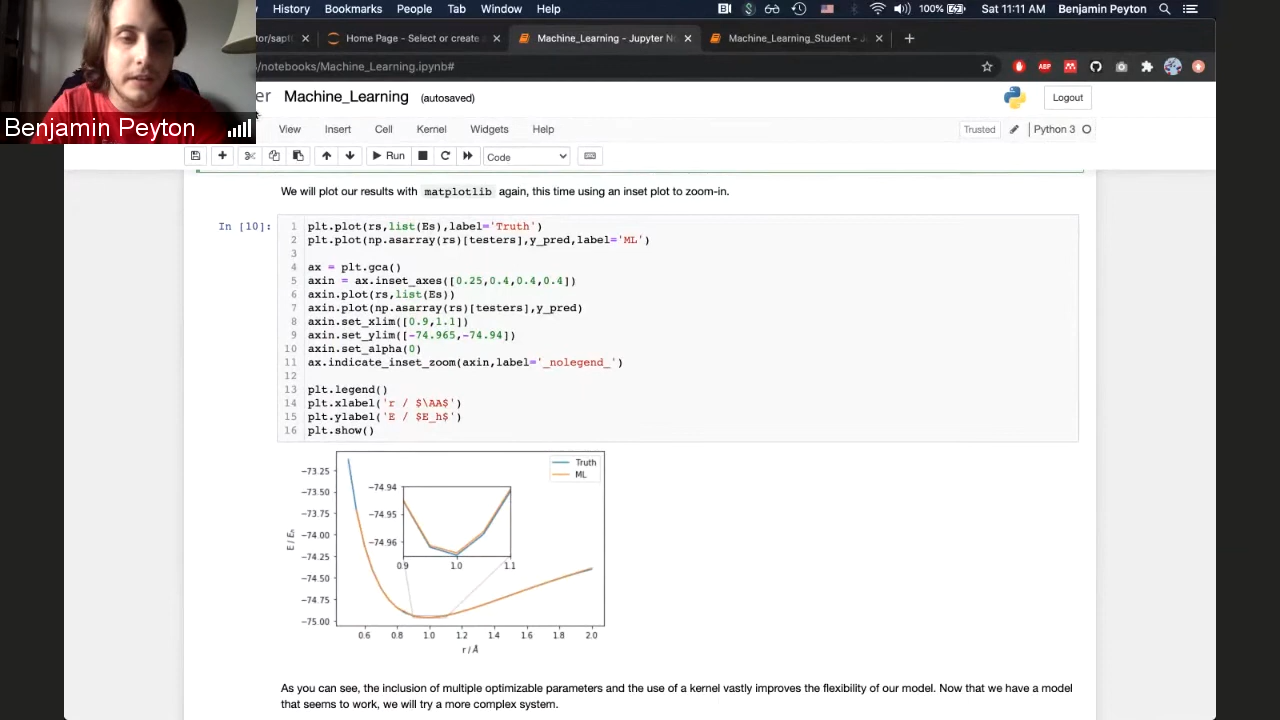 History Bookmarks People Tab Window Help 100% Sat 11:11 AM Benjamin Peyton
Home Page - Select or create
Machine_Learning - Jupyter N
Machine_Learning_Student - J
/notebooks/Machine_Learning.ipynb#
Machine_Learning (autosaved)
Logout
Benjamin Peyton
View Insert Cell Kernel Widgets Help
Trusted
Python 3
Run
Code
We will plot our results with matplotlib again, this time using an inset plot to zoom-in.
In [10]:
1 plt.plot(rs,list(Es),label='Truth')
2 plt.plot(np.asarray(rs)[testers],y_pred,label='ML')
3
4 ax = plt.gca()
5 axin = ax.inset_axes([0.25,0.4,0.4,0.4])
6 axin.plot(rs,list(Es))
7 axin.plot(np.asarray(rs)[testers],y_pred)
8 axin.set_xlim([0.9,1.1])
9 axin.set_ylim([-74.965,-74.94])
10 axin.set_alpha(0)
11 ax.indicate_inset_zoom(axin,label='_nolegend_')
12
13 plt.legend()
14 plt.xlabel('r / $\AA$')
15 plt.ylabel('E / $E_h$')
16 plt.show()
Truth
ML
−73.25
−73.50
−73.75
−74.00
−74.25
−74.50
−74.75
−75.00
E / Eₕ
−74.94
−74.95
−74.96
0.9 1.0 1.1
0.6 0.8 1.0 1.2 1.4 1.6 1.8 2.0
r / Å
As you can see, the inclusion of multiple optimizable parameters and the use of a kernel vastly improves the flexibility of our model. Now that we have a model
that seems to work, we will try a more complex system.